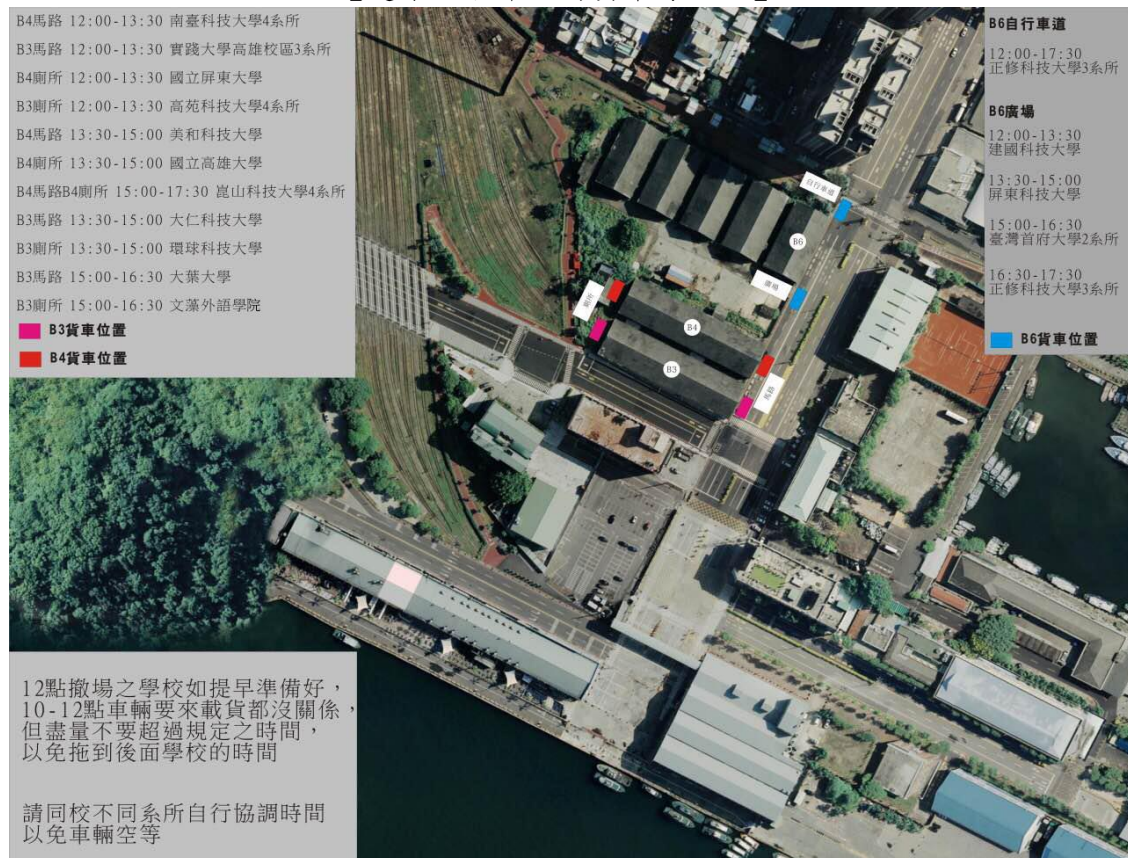 B4馬路 12:00-13:30 南臺科技大學4系所
B3馬路 12:00-13:30 實踐大學高雄校區3系所
B4廁所 12:00-13:30 國立屏東大學
B3廁所 12:00-13:30 高苑科技大學4系所
B4馬路 13:30-15:00 美和科技大學
B4廁所 13:30-15:00 國立高雄大學
B4馬路B4廁所 15:00-17:30 崑山科技大學4系所
B3馬路 13:30-15:00 大仁科技大學
B3廁所 13:30-15:00 環球科技大學
B3馬路 15:00-16:30 大葉大學
B3廁所 15:00-16:30 文藻外語學院
B3貨車位置
B4貨車位置
B6自行車道
12:00-17:30
正修科技大學3系所
B6廣場
12:00-13:30
建國科技大學
13:30-15:00
屏東科技大學
15:00-16:30
臺灣首府大學2系所
16:30-17:30
正修科技大學3系所
B6貨車位置
自行車道
B6
廣場
廁所
B4
B3
馬路
12點撤場之學校如提早準備好，
10-12點車輛要來載貨都沒關係，
但盡量不要超過規定之時間，
以免拖到後面學校的時間
請同校不同系所自行協調時間
以免車輛空等